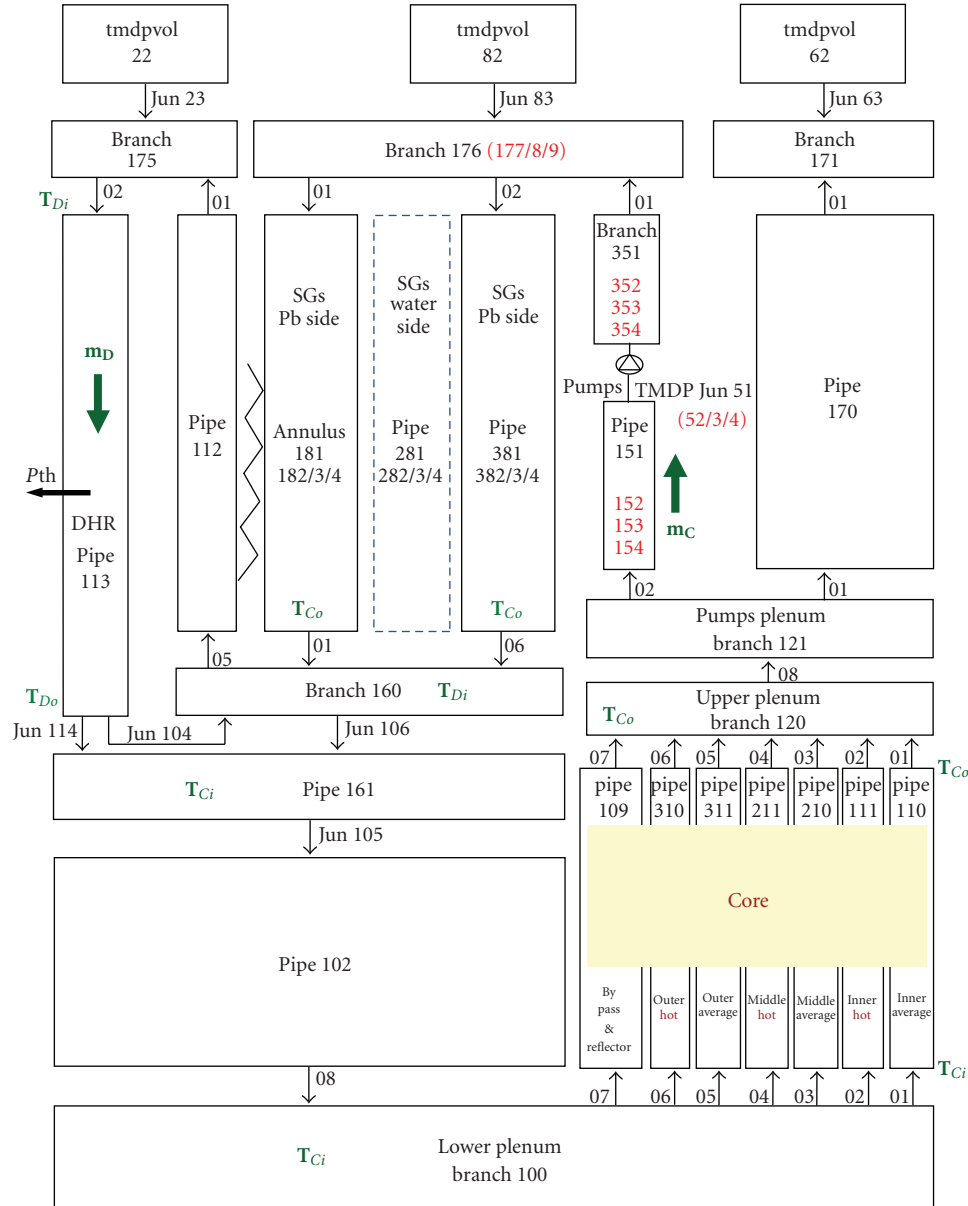 tmdpvol
22
tmdpvol
82
tmdpvol
62
Jun 23
Jun 83
Jun 63
Branch
175
Branch 176 (177/8/9)
Branch
171
T_Di
02
01
01
02
01
01
m_D
Pth
DHR
Pipe
113
T_Do
Pipe
112
05
SGs
Pb side
Annulus
181
182/3/4
T_Co
01
SGs
water
side
Pipe
281
282/3/4
SGs
Pb side
Pipe
381
382/3/4
T_Co
06
Branch
351
352
353
354
Pumps
TMDP Jun 51
(52/3/4)
Pipe
151
152
153
154
m_C
02
Pipe
170
01
Pumps plenum
branch 121
08
Upper plenum
branch 120
T_Co
Branch 160
T_Di
Jun 114
Jun 104
Jun 106
T_Ci
Pipe 161
Jun 105
Pipe 102
08
07
06
05
04
03
02
01
T_Co
pipe
109
pipe
310
pipe
311
pipe
211
pipe
210
pipe
111
pipe
110
Core
By
pass
&
reflector
Outer
hot
Outer
average
Middle
hot
Middle
average
Inner
hot
Inner
average
T_Ci
07
06
05
04
03
02
01
T_Ci
Lower plenum
branch 100